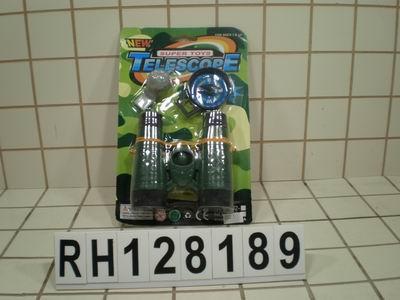 NEW
SUPER TOYS
TELESCOPE
RH128189